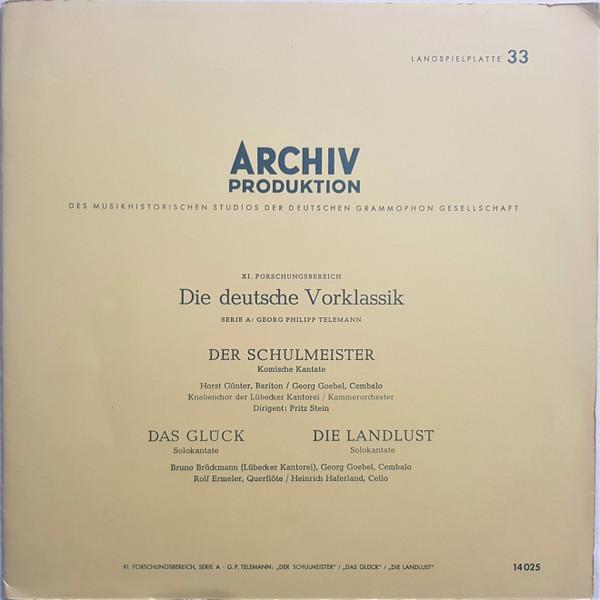 LANGSPIELPLATTE 33
ARCHIV
PRODUKTION
DES MUSIKHISTORISCHEN STUDIOS DER DEUTSCHEN GRAMMOPHON GESELLSCHAFT
XI. FORSCHUNGSBEREICH
Die deutsche Vorklassik
SERIE A: GEORG PHILIPP TELEMANN
DER SCHULMEISTER
Komische Kantate
Horst Günter, Bariton / Georg Goebel, Cembalo
Knabenchor der Lübecker Kantorei / Kammerorchester
Dirigent: Fritz Stein
DAS GLÜCK DIE LANDLUST
Solokantate Solokantate
Bruno Brückmann (Lübecker Kantorei), Georg Goebel, Cembalo
Rolf Ermeler, Querflöte / Heinrich Haferland, Cello
XI. FORSCHUNGSBEREICH, SERIE A - G. P. TELEMANN: „DER SCHULMEISTER" / „DAS GLÜCK" / „DIE LANDLUST" 14 025